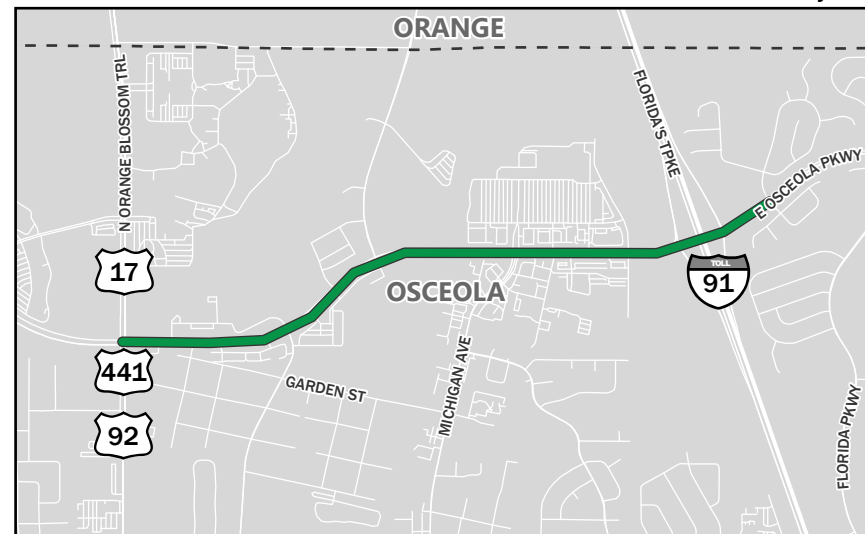 ORANGE
N ORANGE BLOSSOM TRL
FLORIDA'S TPKE
E OSCEOLA PKWY
17
TOLL
91
OSCEOLA
441
GARDEN ST
MICHIGAN AVE
92
FLORIDA PKWY